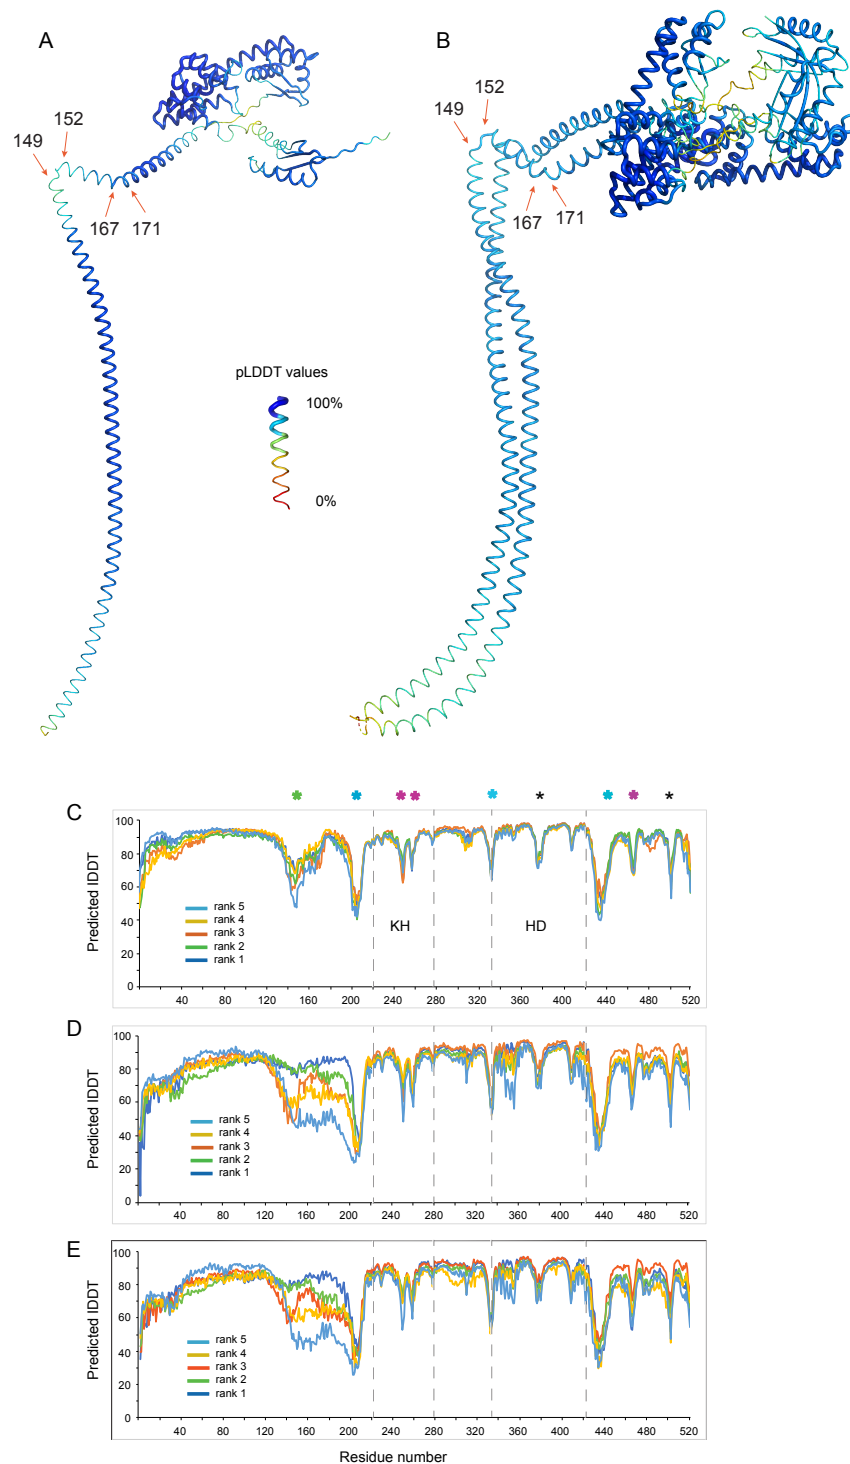 A
B
152
149
167
171
152
149
167
171
pLDDT values
100%
0%
* * * * * * * * *
C
Predicted lDDT
100
80
60
40
20
0
rank 5
rank 4
rank 3
rank 2
rank 1
KH
HD
40 80 120 160 200 240 280 320 360 400 440 480 520
D
Predicted lDDT
100
80
60
40
20
0
rank 5
rank 4
rank 3
rank 2
rank 1
40 80 120 160 200 240 280 320 360 400 440 480 520
E
Predicted lDDT
100
80
60
40
20
0
rank 5
rank 4
rank 3
rank 2
rank 1
40 80 120 160 200 240 280 320 360 400 440 480 520
Residue number